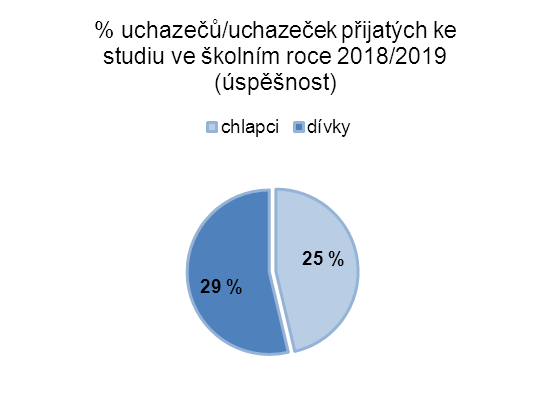 % uchazečů/uchazeček přijatých ke
studiu ve školním roce 2018/2019
(úspěšnost)
chlapci dívky
25 %
29 %